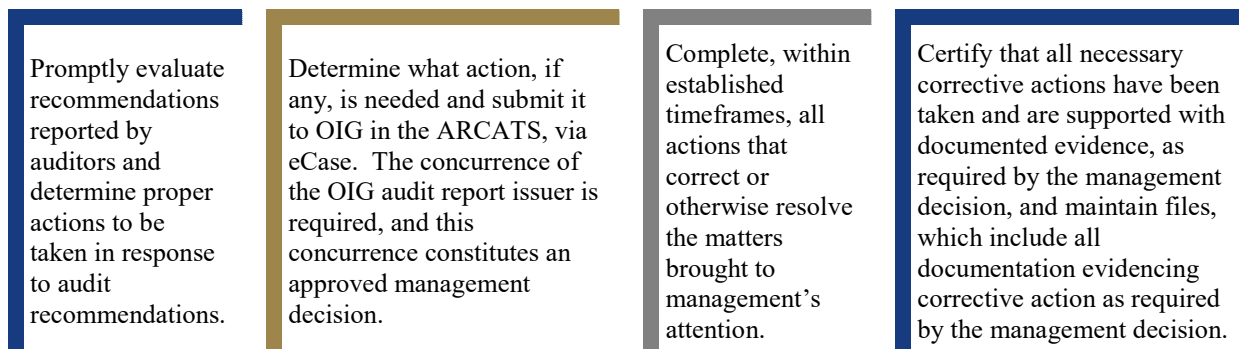 Promptly evaluate
recommendations
reported by
auditors and
determine proper
actions to be
taken in response
to audit
recommendations.
Determine what action, if
any, is needed and submit it
to OIG in the ARCATS, via
eCase.  The concurrence of
the OIG audit report issuer is
required, and this
concurrence constitutes an
approved management
decision.
Complete, within
established
timeframes, all
actions that
correct or
otherwise resolve
the matters
brought to
management’s
attention.
Certify that all necessary
corrective actions have been
taken and are supported with
documented evidence, as
required by the management
decision, and maintain files,
which include all
documentation evidencing
corrective action as required
by the management decision.